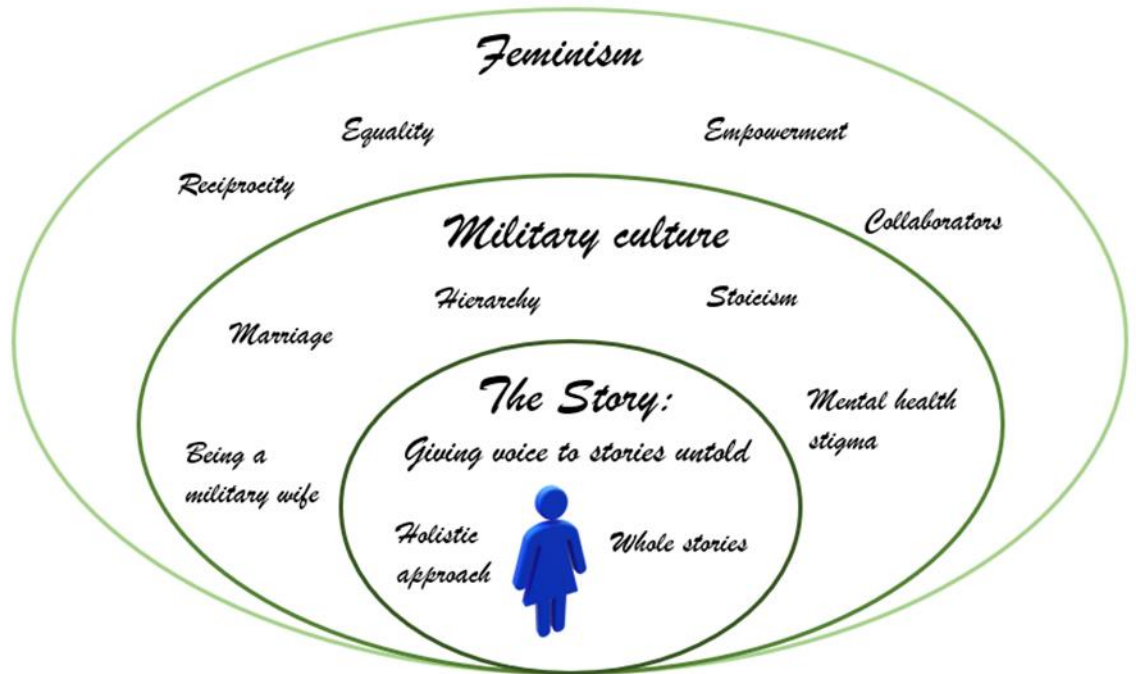 Feminism
Equality
Empowerment
Reciprocity
Collaborators
Military culture
Hierarchy
Stoicism
Marriage
Mental health
stigma
Being a
military wife
The Story:
Giving voice to stories untold
Holistic
approach
Whole stories